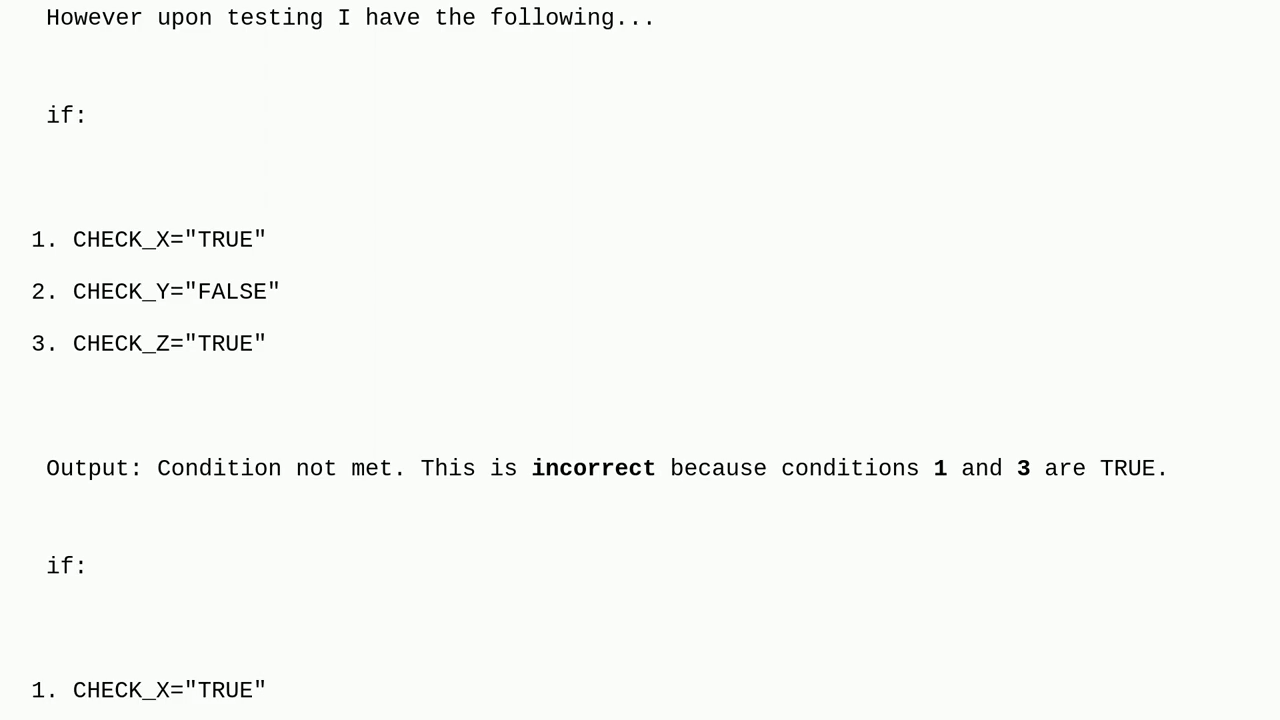 However upon testing I have the following...
if:
1. CHECK_X="TRUE"
2. CHECK_Y="FALSE"
3. CHECK_Z="TRUE"
Output: Condition not met. This is incorrect because conditions 1 and 3 are TRUE.
if:
1. CHECK_X="TRUE"